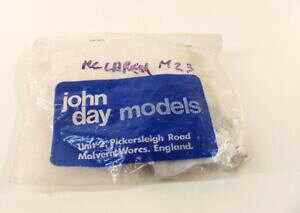 McLAREN M23
john
day models
Unit 2, Pickersleigh Road
Malvern, Worcs. England.